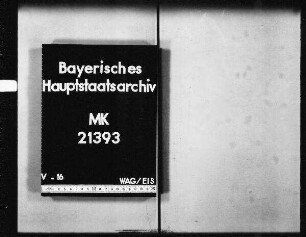 Bayerisches
Hauptstaatsarchiv
MK
21393
V - 16 WAG/EIS